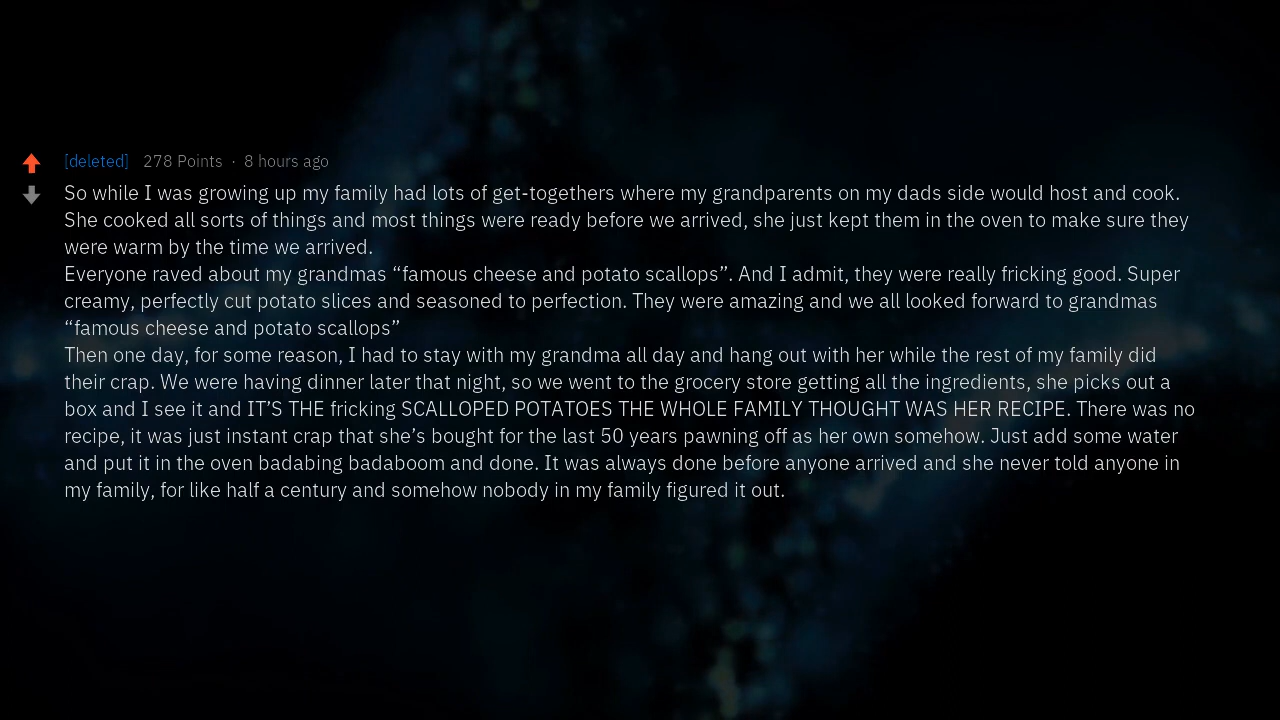 [deleted] 278 Points · 8 hours ago
So while I was growing up my family had lots of get-togethers where my grandparents on my dads side would host and cook.
She cooked all sorts of things and most things were ready before we arrived, she just kept them in the oven to make sure they
were warm by the time we arrived.
Everyone raved about my grandmas “famous cheese and potato scallops”. And I admit, they were really fricking good. Super
creamy, perfectly cut potato slices and seasoned to perfection. They were amazing and we all looked forward to grandmas
“famous cheese and potato scallops”
Then one day, for some reason, I had to stay with my grandma all day and hang out with her while the rest of my family did
their crap. We were having dinner later that night, so we went to the grocery store getting all the ingredients, she picks out a
box and I see it and IT’S THE fricking SCALLOPED POTATOES THE WHOLE FAMILY THOUGHT WAS HER RECIPE. There was no
recipe, it was just instant crap that she’s bought for the last 50 years pawning off as her own somehow. Just add some water
and put it in the oven badabing badaboom and done. It was always done before anyone arrived and she never told anyone in
my family, for like half a century and somehow nobody in my family figured it out.